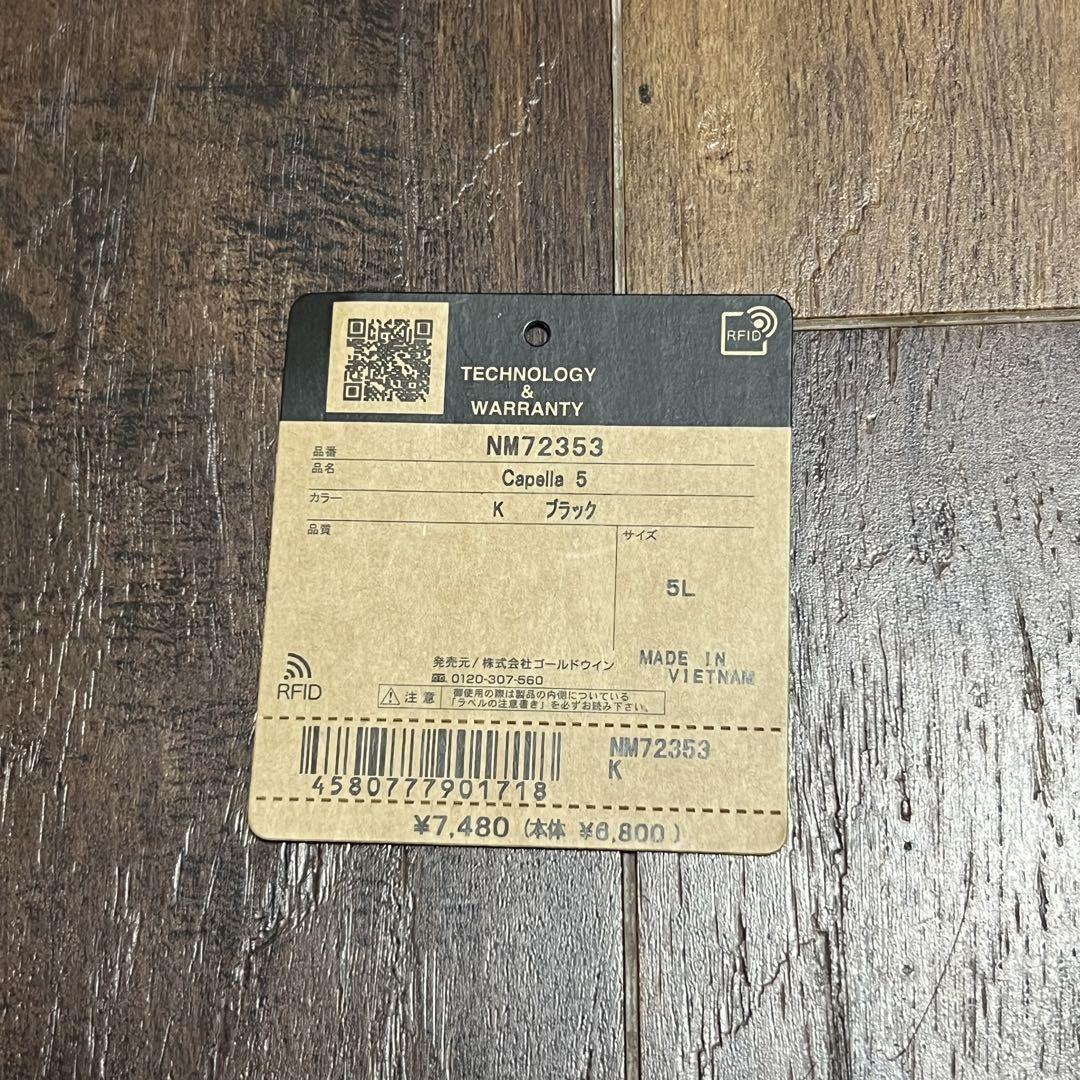 RFID
TECHNOLOGY
&
WARRANTY
品番 NM72353
品名 Capella 5
カラー K ブラック
品質
サイズ
5L
発売元/株式会社ゴールドウイン
0120-307-560
MADE IN
VIETNAM
RFID
注意
御使用の際は製品の内側についている
「ラベルの注意書き」を必ずお読み下さい。
NM72353
K
4580777901718
¥7,480 (本体 ¥6,800)